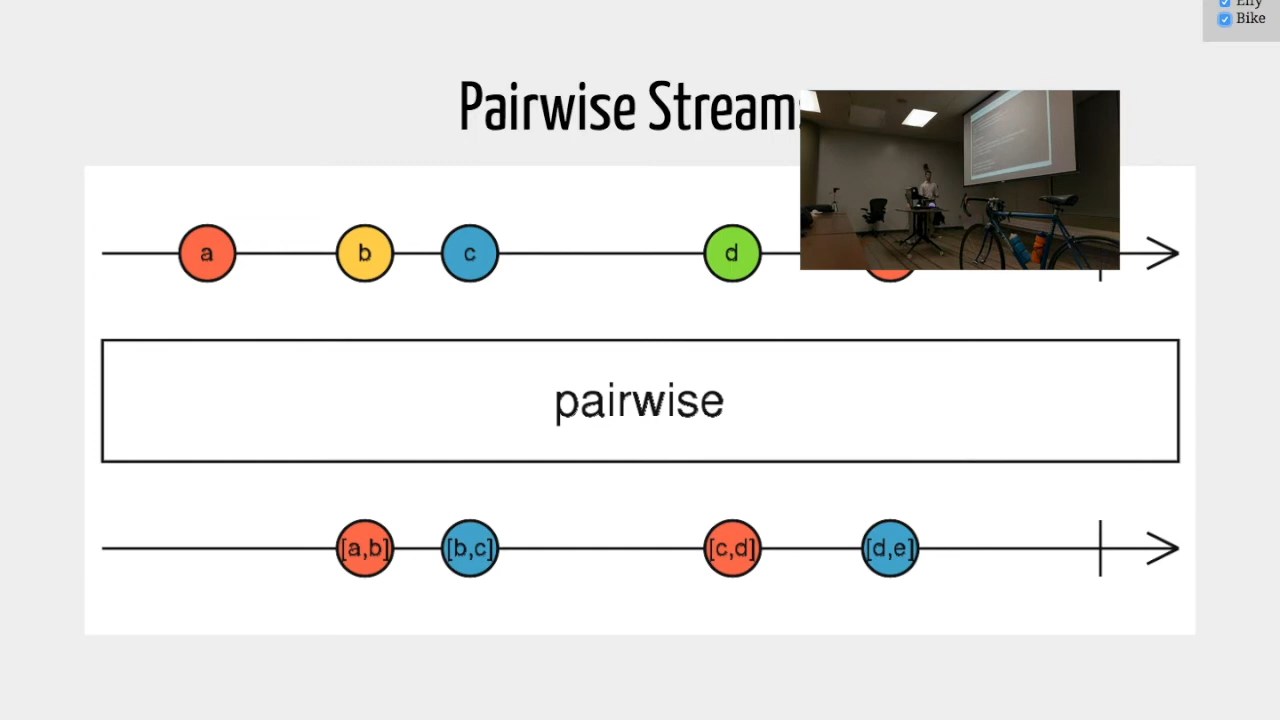 Bike
Pairwise Stream
a b c d
pairwise
[a,b] [b,c] [c,d] [d,e]